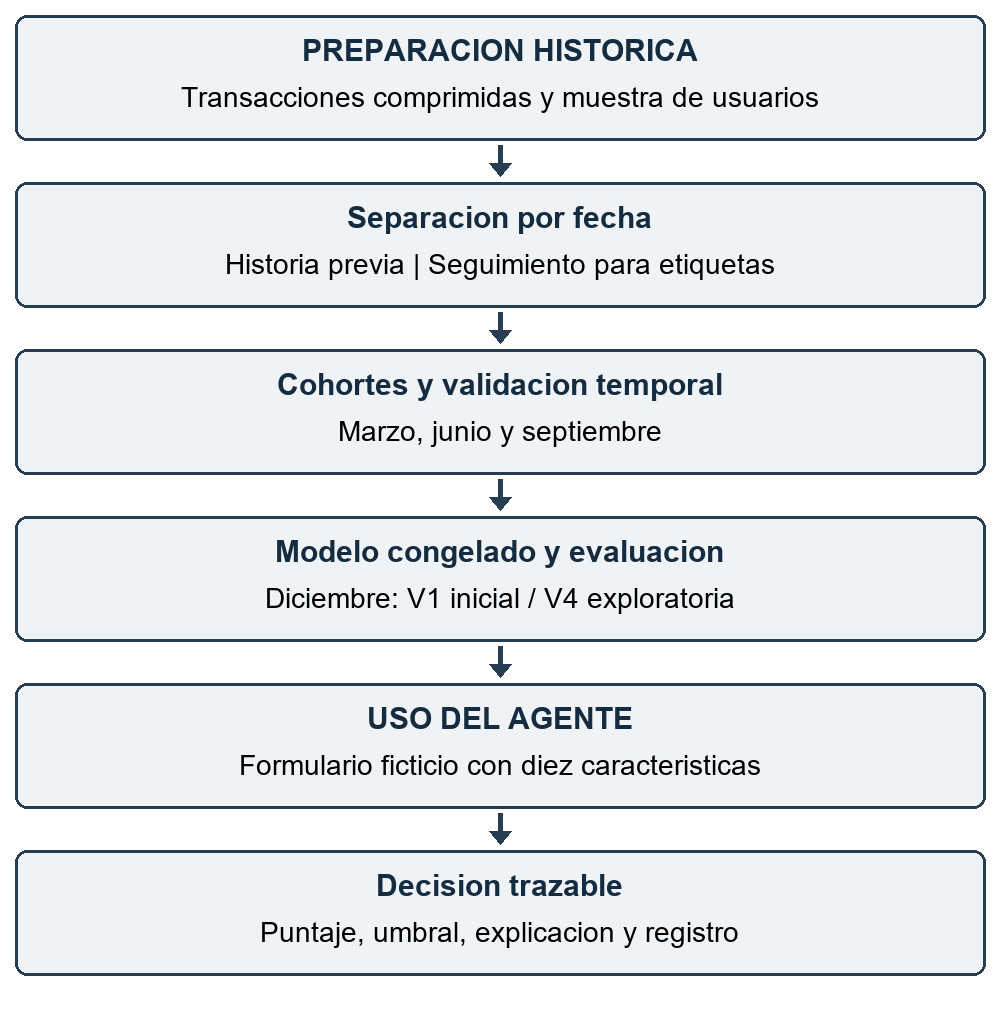 PREPARACION HISTORICA
Transacciones comprimidas y muestra de usuarios
Separacion por fecha
Historia previa | Seguimiento para etiquetas
Cohortes y validacion temporal
Marzo, junio y septiembre
Modelo congelado y evaluacion
Diciembre: V1 inicial / V4 exploratoria
USO DEL AGENTE
Formulario ficticio con diez caracteristicas
Decision trazable
Puntaje, umbral, explicacion y registro